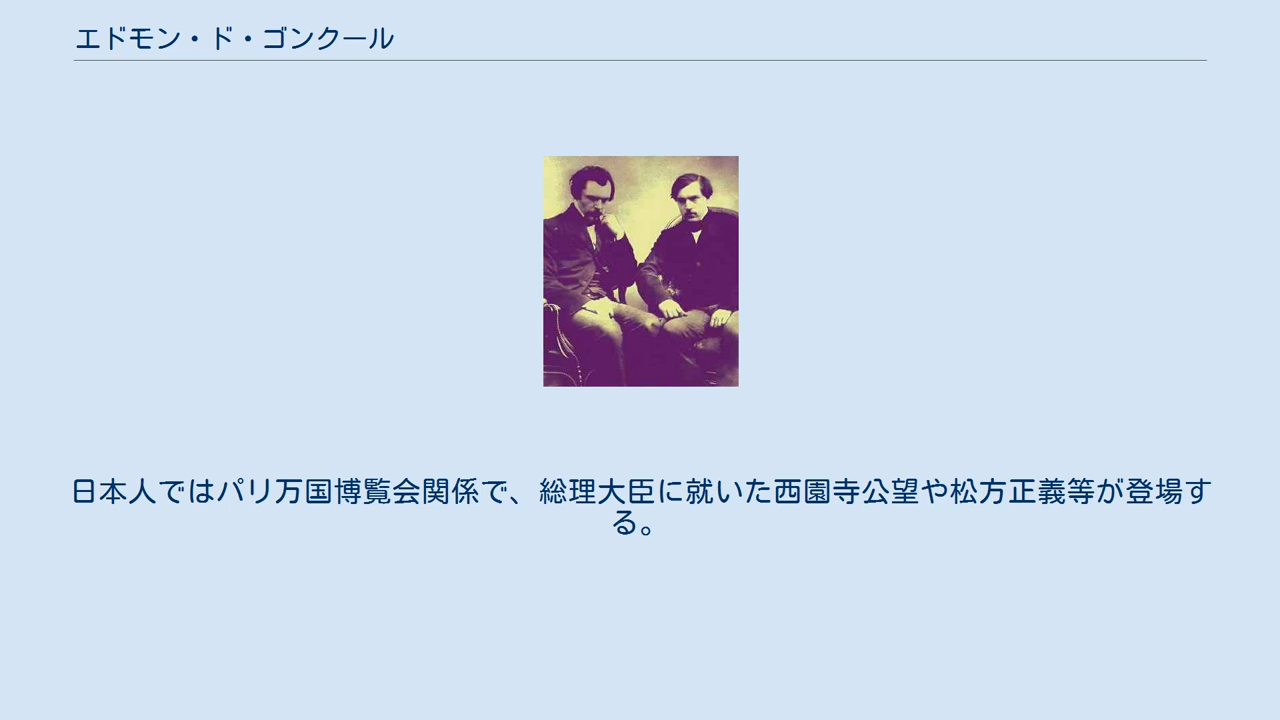 エドモン・ド・ゴンクール
日本人ではパリ万国博覧会関係で、総理大臣に就いた西園寺公望や松方正義等が登場す
る。